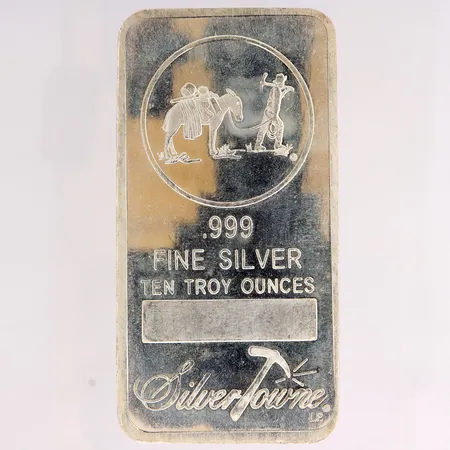 .999
FINE SILVER
TEN TROY OUNCES
SilverTowne
L.P.